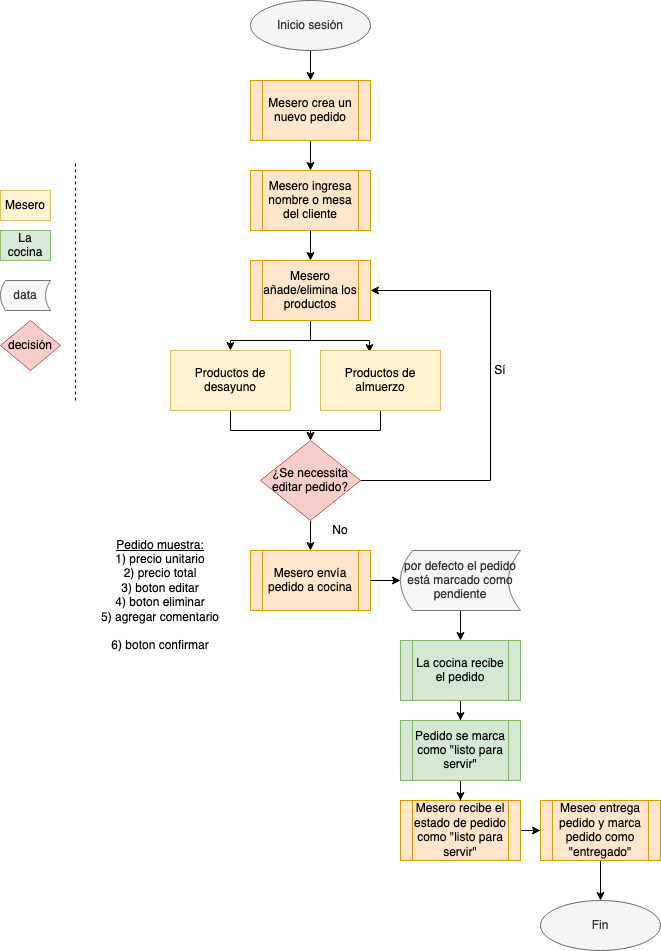 Inicio sesión
Mesero crea un
nuevo pedido
Mesero ingresa
nombre o mesa
del cliente
Mesero
La
cocina
data
decisión
Mesero
añade/elimina los
productos
Productos de
desayuno
Productos de
almuerzo
Sí
¿Se necessita
editar pedido?
No
Pedido muestra:
1) precio unitario
2) precio total
3) boton editar
4) boton eliminar
5) agregar comentario
6) boton confirmar
Mesero envía
pedido a cocina
por defecto el pedido
está marcado como
pendiente
La cocina recibe
el pedido
Pedido se marca
como "listo para
servir"
Mesero recibe el
estado de pedido
como "listo para
servir"
Meseo entrega
pedido y marca
pedido como
"entregado"
Fin